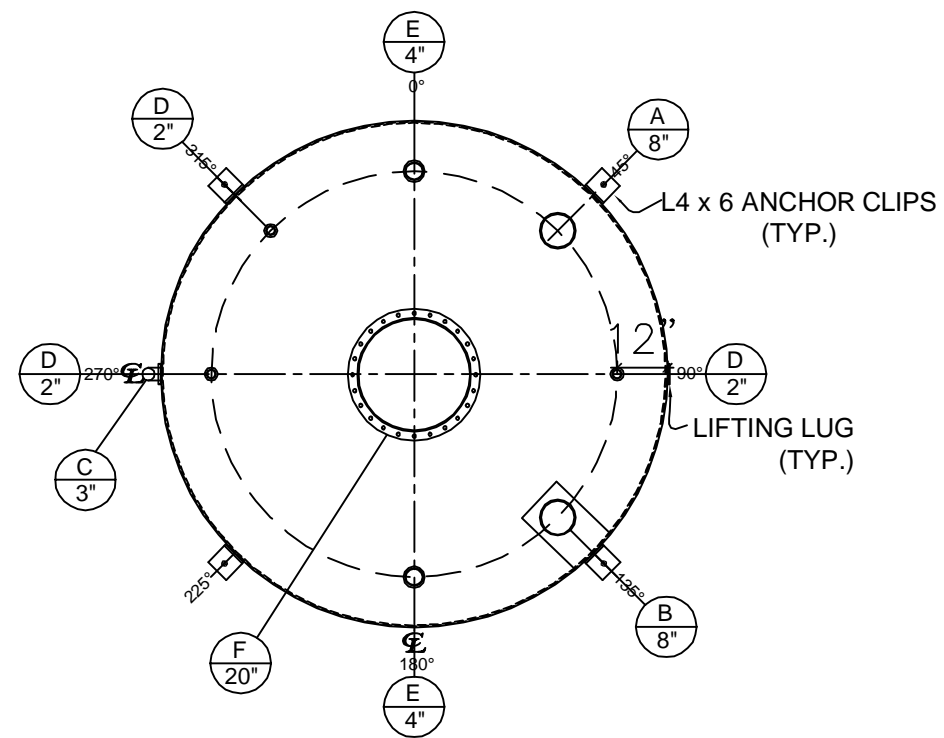 E
4"
0°
D
2"
315°
A
8"
45°
L4 x 6 ANCHOR CLIPS
(TYP.)
12”
D
2"
270°
℄
90°
D
2"
LIFTING LUG
(TYP.)
C
3"
225°
135°
B
8"
F
20"
℄
180°
E
4"